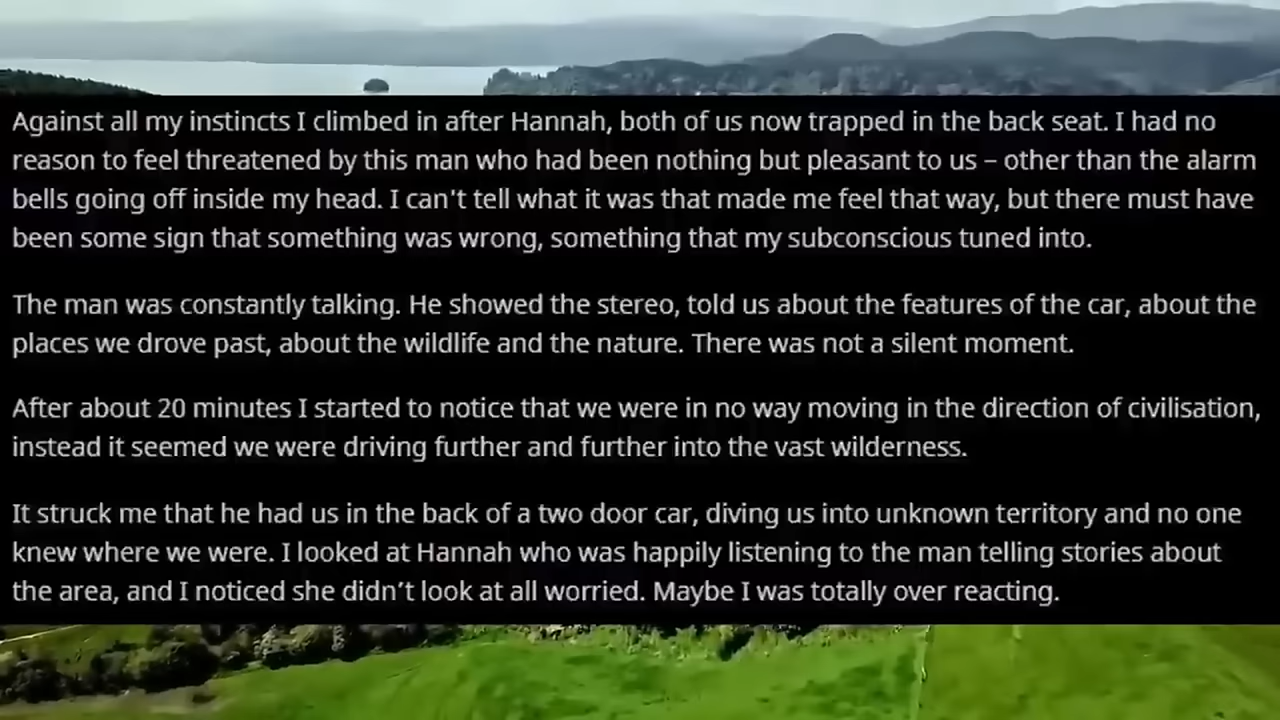 Against all my instincts I climbed in after Hannah, both of us now trapped in the back seat. I had no
reason to feel threatened by this man who had been nothing but pleasant to us – other than the alarm
bells going off inside my head. I can't tell what it was that made me feel that way, but there must have
been some sign that something was wrong, something that my subconscious tuned into.
The man was constantly talking. He showed the stereo, told us about the features of the car, about the
places we drove past, about the wildlife and the nature. There was not a silent moment.
After about 20 minutes I started to notice that we were in no way moving in the direction of civilisation,
instead it seemed we were driving further and further into the vast wilderness.
It struck me that he had us in the back of a two door car, diving us into unknown territory and no one
knew where we were. I looked at Hannah who was happily listening to the man telling stories about
the area, and I noticed she didn’t look at all worried. Maybe I was totally over reacting.